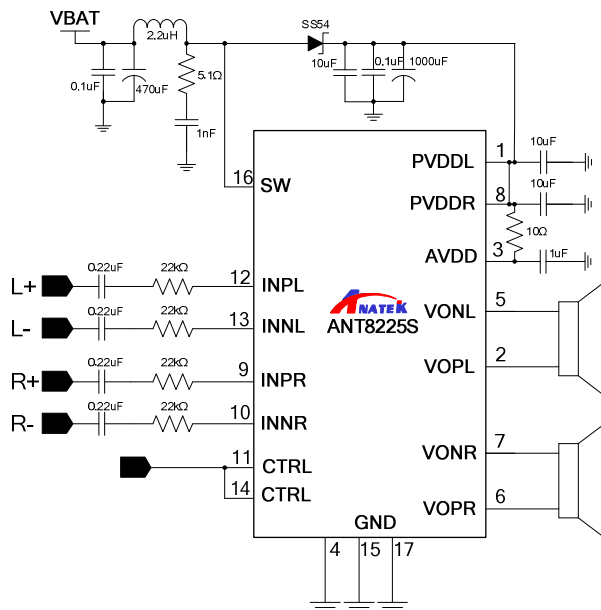 VBAT
2.2uH
SS54
0.1uF
470uF
5.1Ω
1nF
10uF
0.1uF
1000uF
16
SW
PVDDL
1
10uF
PVDDR
8
10uF
10Ω
AVDD
3
1uF
L+
0.22uF
22kΩ
12
INPL
L-
0.22uF
22kΩ
13
INNL
R+
0.22uF
22kΩ
9
INPR
R-
0.22uF
22kΩ
10
INNR
11
CTRL
14
CTRL
ANATEK
ANT8225S
VONL
5
VOPL
2
VONR
7
VOPR
6
GND
4
15
17